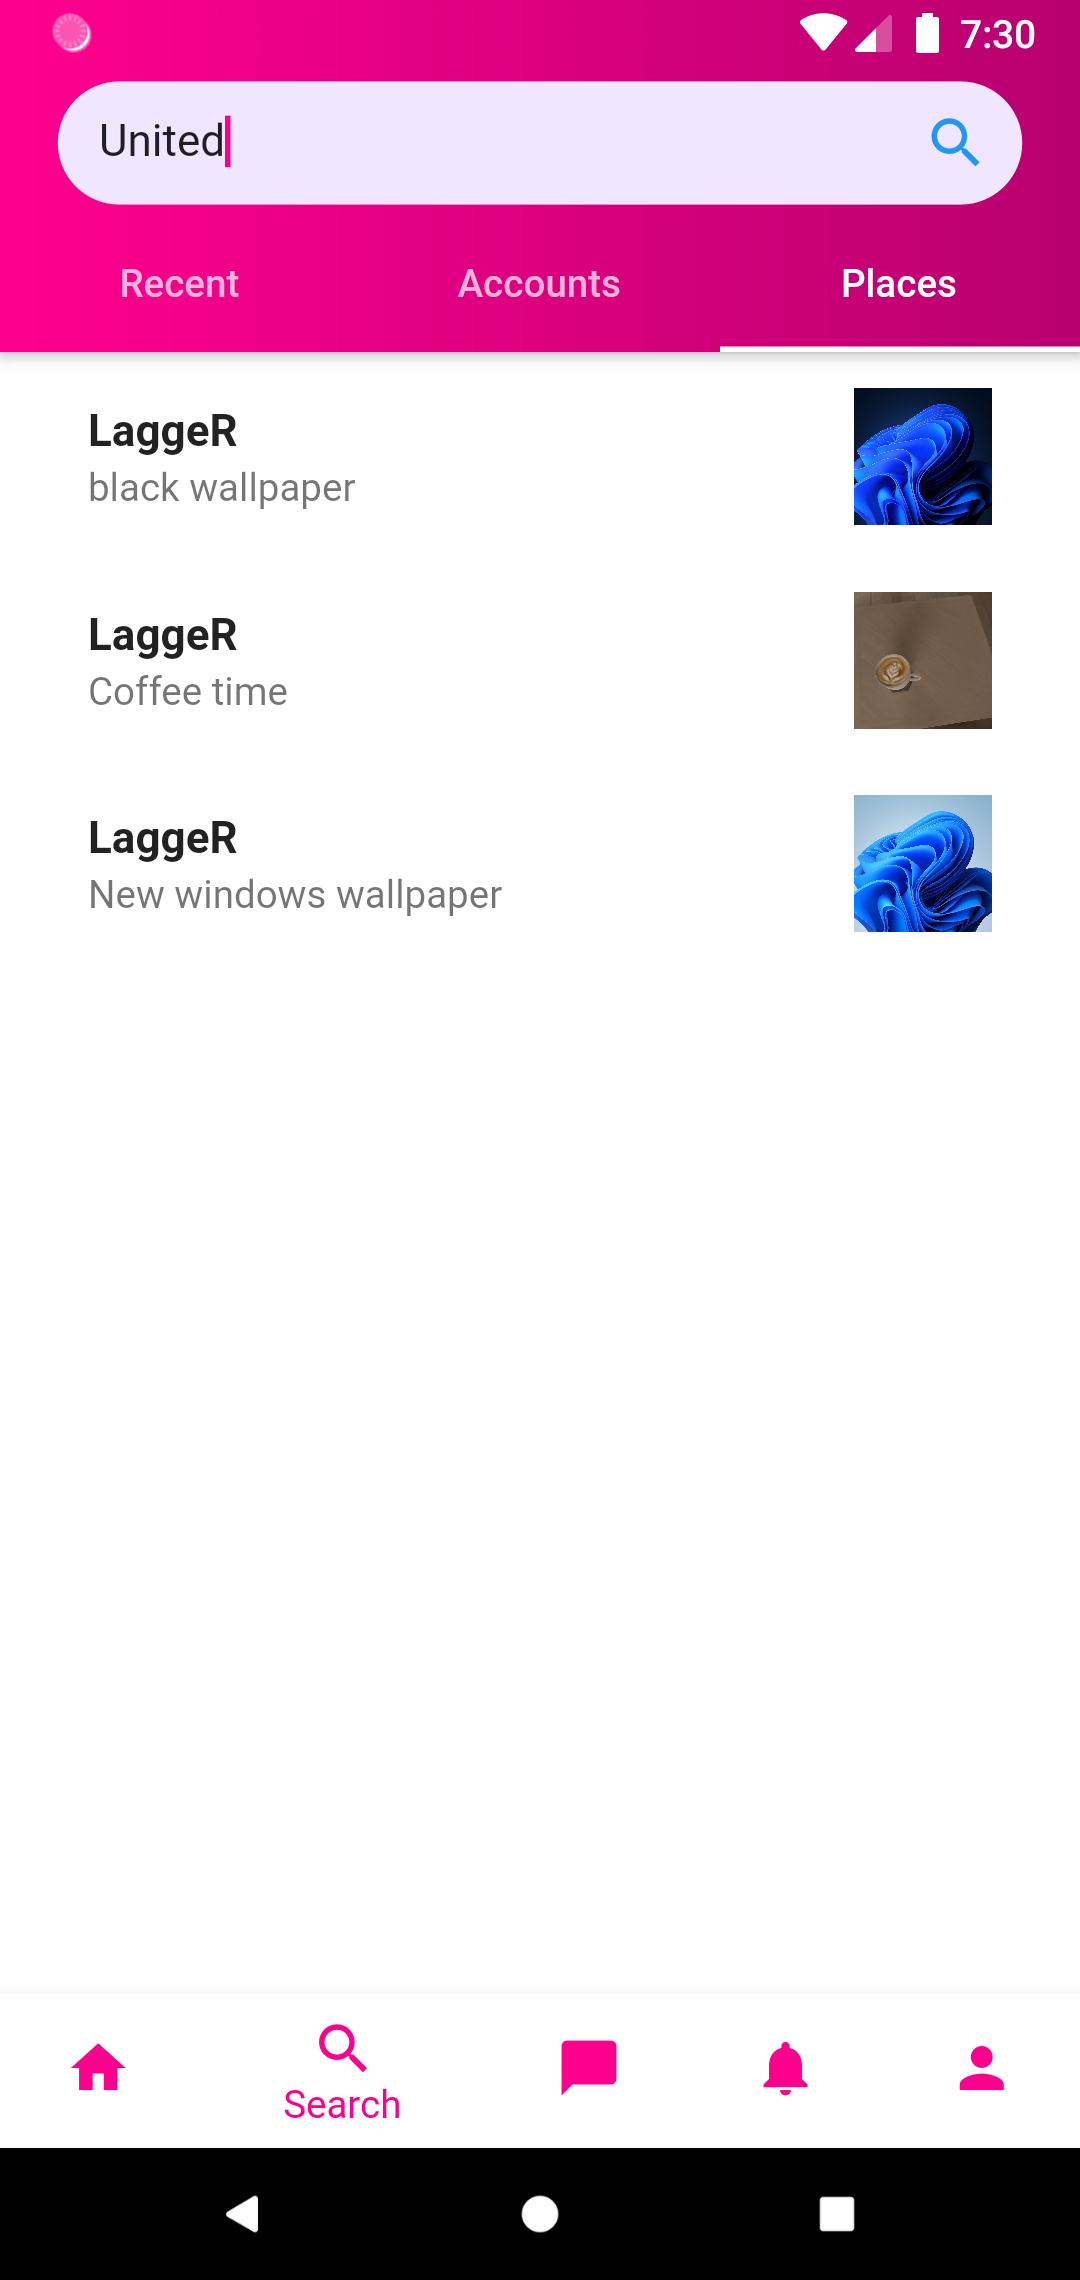 7:30
United
Recent
Accounts
Places
LaggeR
black wallpaper
LaggeR
Coffee time
LaggeR
New windows wallpaper
Search